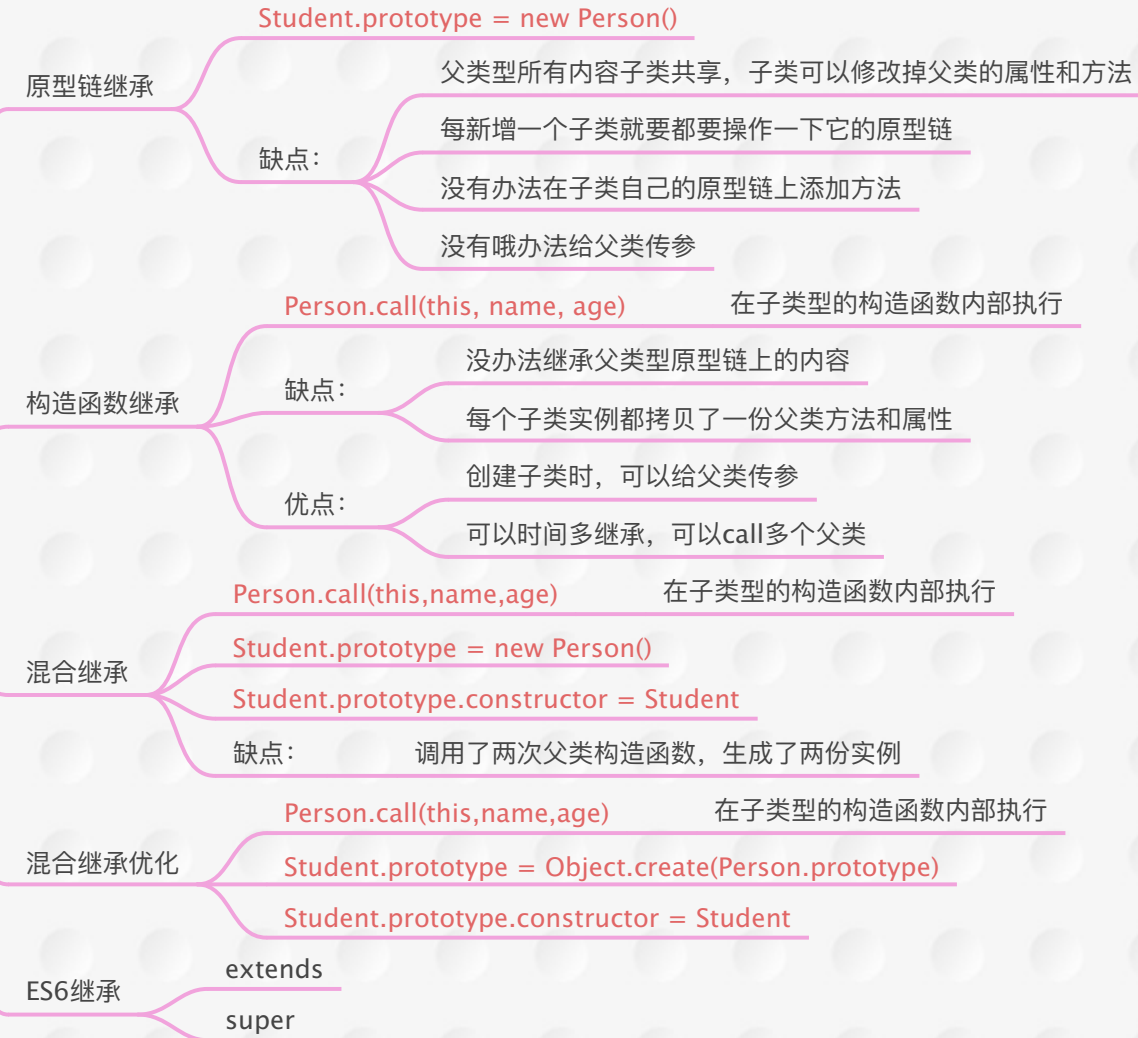 原型链继承
Student.prototype = new Person()
缺点：
父类型所有内容子类共享，子类可以修改掉父类的属性和方法
每新增一个子类就要都要操作一下它的原型链
没有办法在子类自己的原型链上添加方法
没有哦办法给父类传参
构造函数继承
Person.call(this, name, age) 在子类型的构造函数内部执行
缺点：
没办法继承父类型原型链上的内容
每个子类实例都拷贝了一份父类方法和属性
优点：
创建子类时，可以给父类传参
可以时间多继承，可以call多个父类
混合继承
Person.call(this,name,age) 在子类型的构造函数内部执行
Student.prototype = new Person()
Student.prototype.constructor = Student
缺点： 调用了两次父类构造函数，生成了两份实例
混合继承优化
Person.call(this,name,age) 在子类型的构造函数内部执行
Student.prototype = Object.create(Person.prototype)
Student.prototype.constructor = Student
ES6继承
extends
super